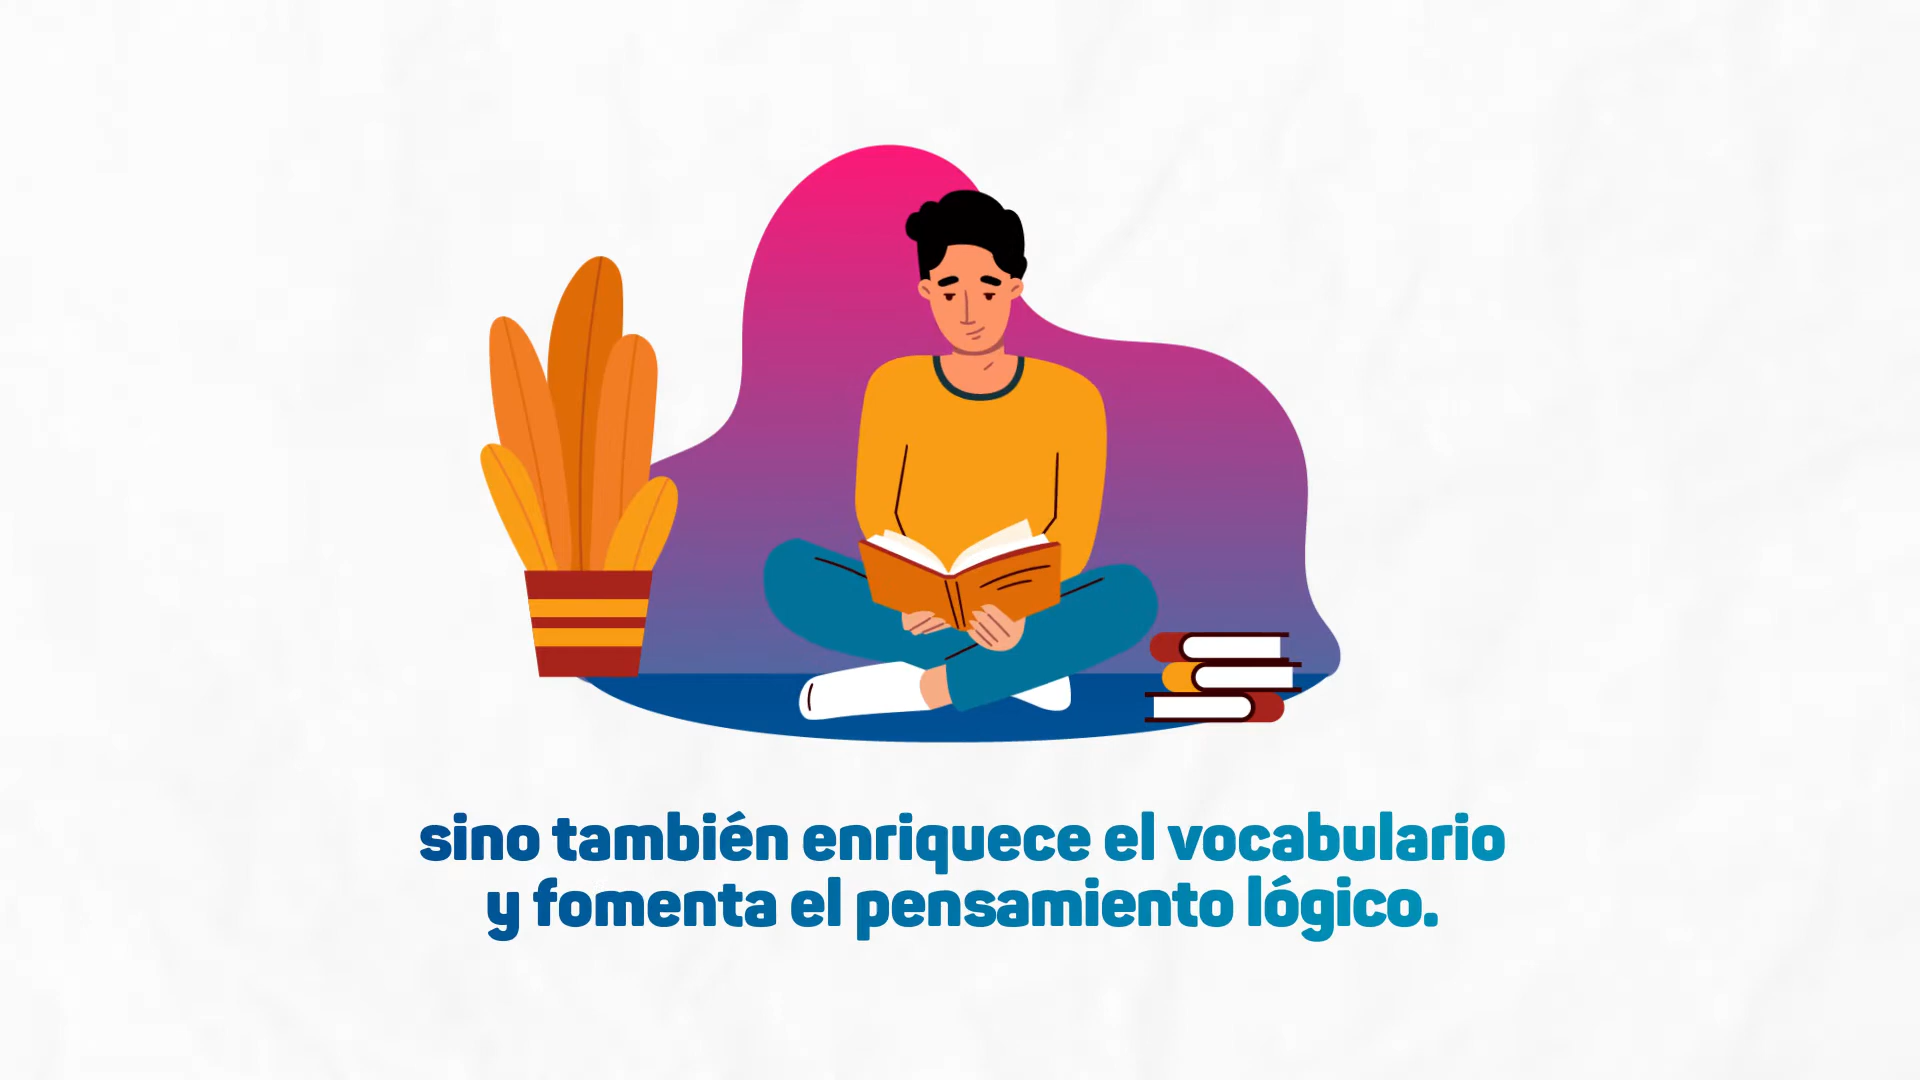 sino también enriquece el vocabulario
y fomenta el pensamiento lógico.